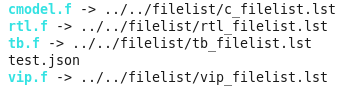 cmodel.f -> ../../filelist/c_filelist.lst
rtl.f -> ../../filelist/rtl_filelist.lst
tb.f -> ../../filelist/tb_filelist.lst
test.json
vip.f -> ../../filelist/vip_filelist.lst